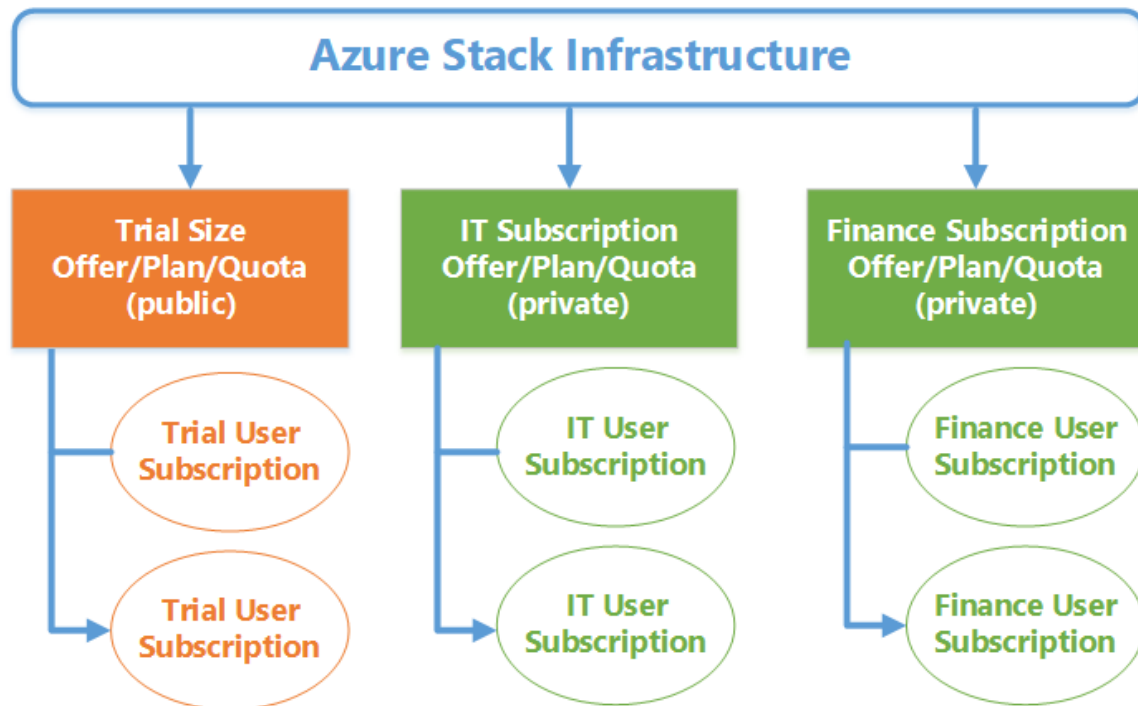 Azure Stack Infrastructure
Trial Size
Offer/Plan/Quota
(public)
IT Subscription
Offer/Plan/Quota
(private)
Finance Subscription
Offer/Plan/Quota
(private)
Trial User
Subscription
IT User
Subscription
Finance User
Subscription
Trial User
Subscription
IT User
Subscription
Finance User
Subscription